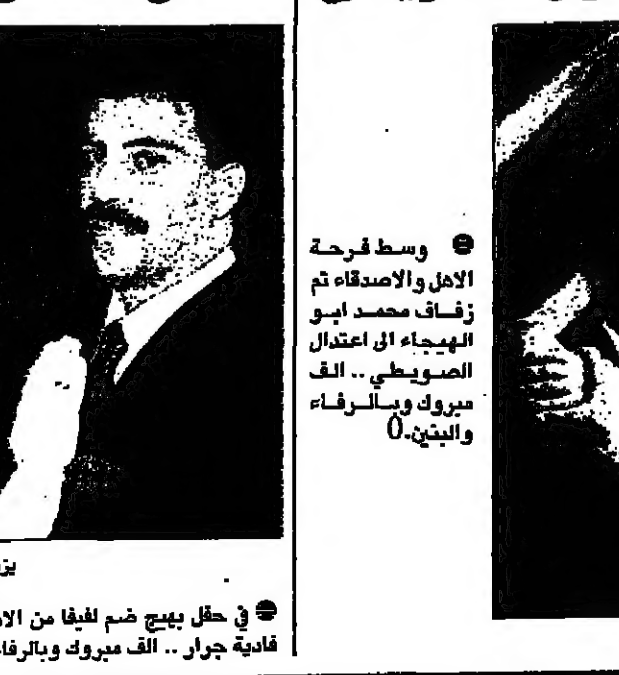 ● وسط فرحة
الاهل والاصدقاء تم
زفاف محمد ابو
الهيجاء الى اعتدال
الصويطي .. الف
مبروك وبالرفاء
والبنين.()
● في حفل بهيج ضم لفيفا من
فادية جرار .. الف مبروك وبالرفاء